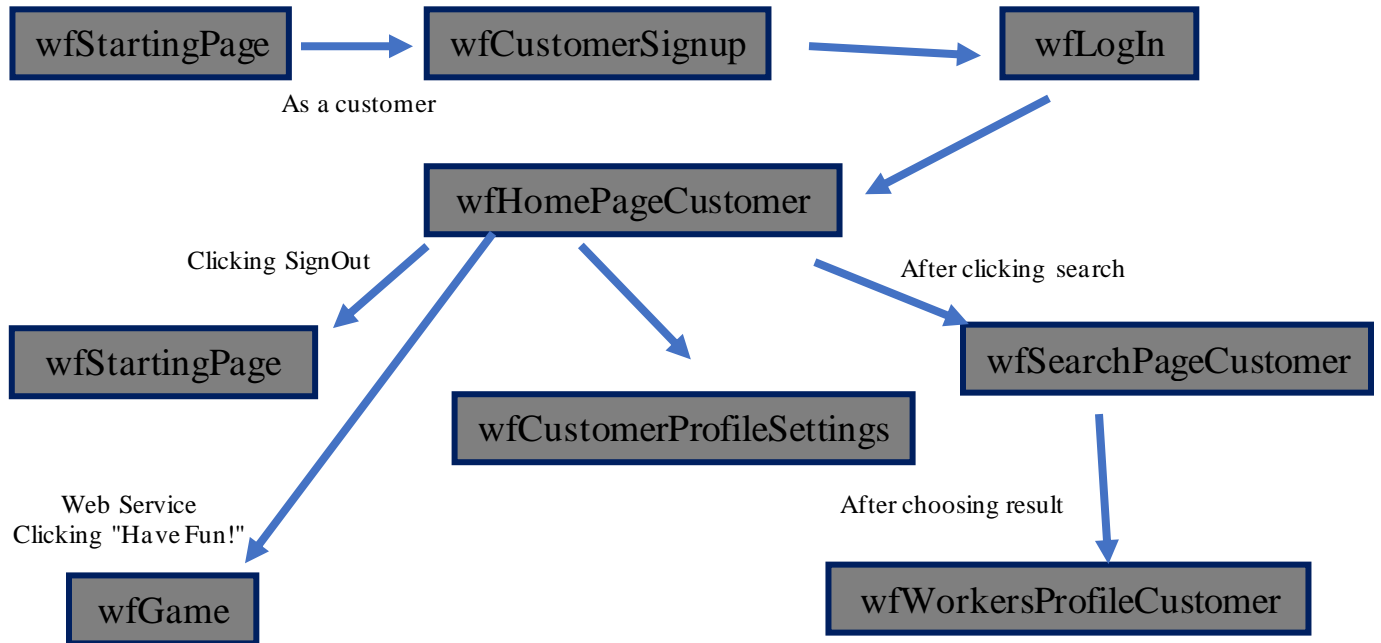 wfStartingPage
wfCustomerSignup
wfLogIn
As a customer
wfHomePageCustomer
Clicking SignOut
After clicking search
wfStartingPage
wfSearchPageCustomer
wfCustomerProfileSettings
Web Service
Clicking "Have Fun!"
After choosing result
wfGame
wfWorkersProfileCustomer